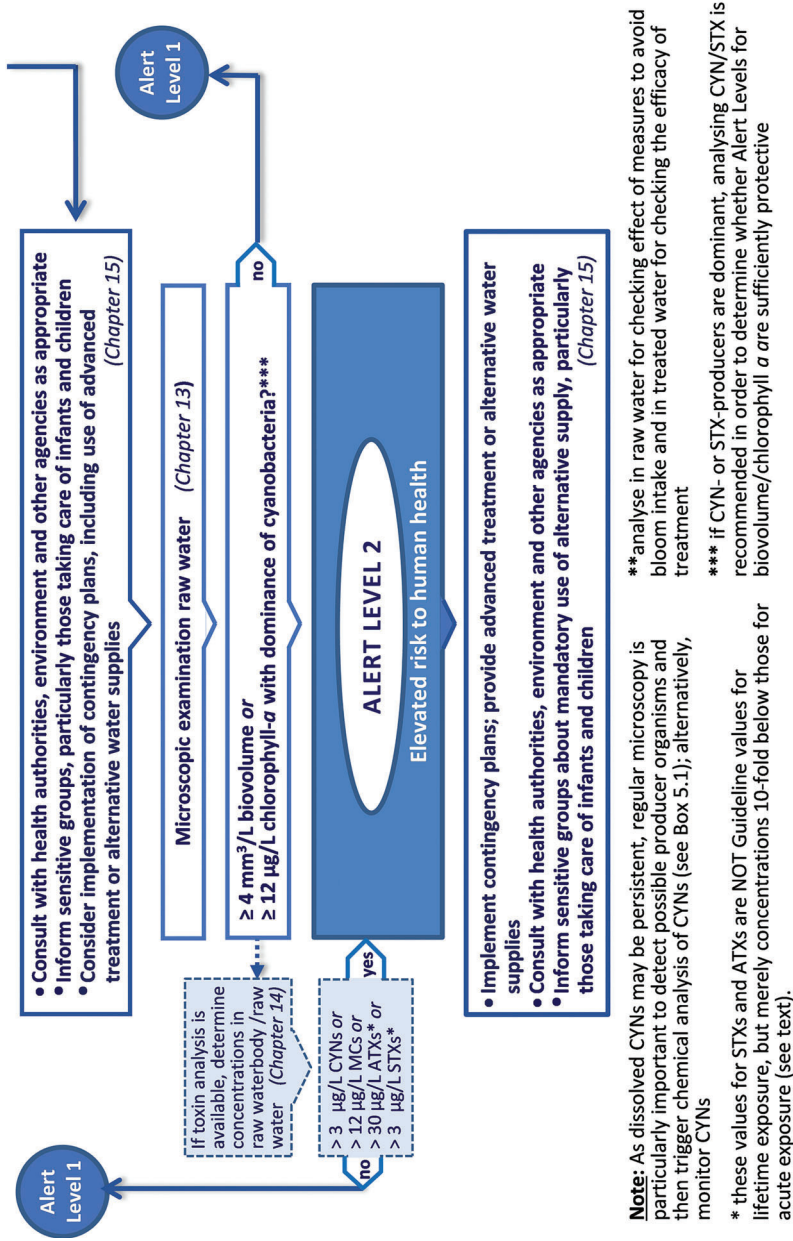 • Consult with health authorities, environment and other agencies as appropriate
• Inform sensitive groups, particularly those taking care of infants and children
• Consider implementation of contingency plans, including use of advanced
treatment or alternative water supplies (Chapter 15)
Alert
Level 1
Microscopic examination raw water (Chapter 13)
≥ 4 mm³/L biovolume or
≥ 12 µg/L chlorophyll-a with dominance of cyanobacteria?***
no
Alert
Level 1
If toxin analysis is
available, determine
concentrations in
raw waterbody /raw
water (Chapter 14)
> 3 µg/L CYNs or
> 12 µg/L MCs or
> 30 µg/L ATXs* or
> 3 µg/L STXs*
no
yes
ALERT LEVEL 2
Elevated risk to human health
• Implement contingency plans; provide advanced treatment or alternative water
supplies
• Consult with health authorities, environment and other agencies as appropriate
• Inform sensitive groups about mandatory use of alternative supply, particularly
those taking care of infants and children (Chapter 15)
Note: As dissolved CYNs may be persistent, regular microscopy is
particularly important to detect possible producer organisms and
then trigger chemical analysis of CYNs (see Box 5.1); alternatively,
monitor CYNs
* these values for STXs and ATXs are NOT Guideline values for
lifetime exposure, but merely concentrations 10-fold below those for
acute exposure (see text).
**analyse in raw water for checking effect of measures to avoid
bloom intake and in treated water for checking the efficacy of
treatment
*** if CYN- or STX-producers are dominant, analysing CYN/STX is
recommended in order to determine whether Alert Levels for
biovolume/chlorophyll a are sufficiently protective